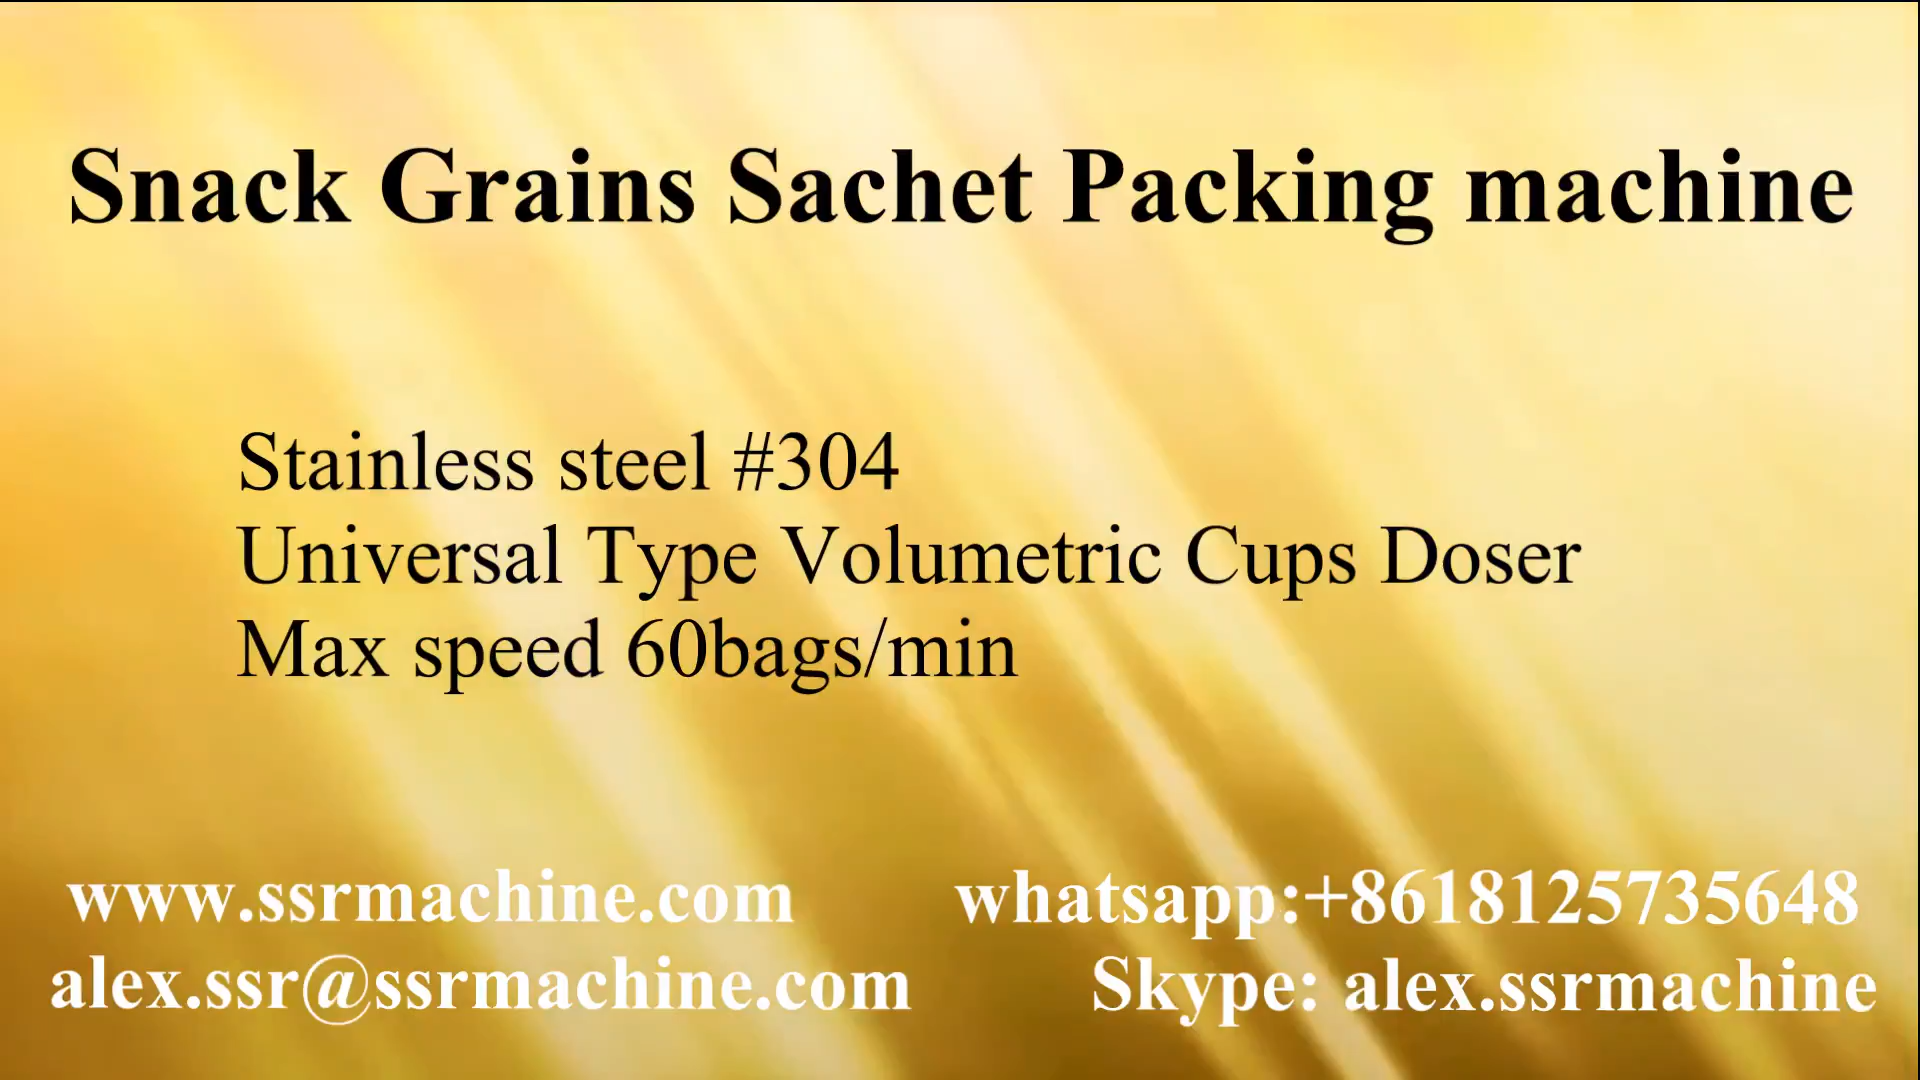 Snack Grains Sachet Packing machine
Stainless steel #304
Universal Type Volumetric Cups Doser
Max speed 60bags/min
www.ssrmachine.com
whatsapp:+8618125735648
alex.ssr@ssrmachine.com
Skype: alex.ssrmachine